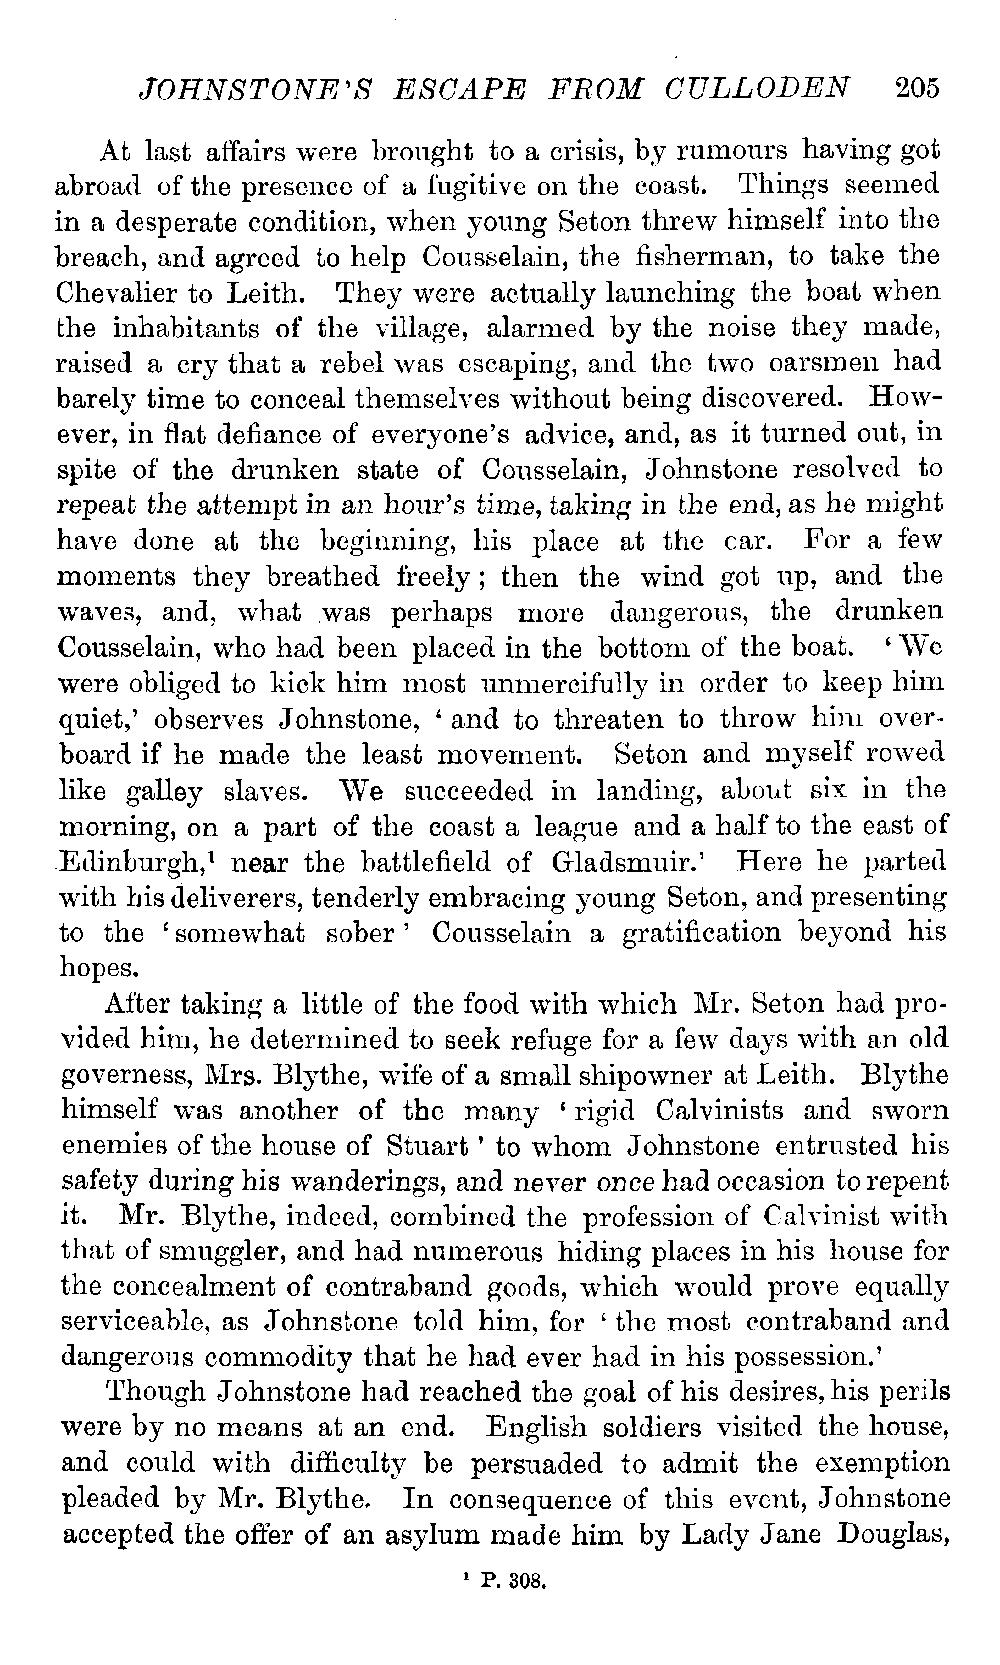 JOHNSTONE'S ESCAPE FROM CULLODEN 205
At last affairs were brought to a crisis, by rumours having got
abroad of the presence of a fugitive on the coast. Things seemed
in a desperate condition, when young Seton threw himself into the
breach, and agreed to help Cousselain, the fisherman, to take the
Chevalier to Leith. They were actually launching the boat when
the inhabitants of the village, alarmed by the noise they made,
raised a cry that a rebel was escaping, and the two oarsmen had
barely time to conceal themselves without being discovered. How-
ever, in flat defiance of everyone's advice, and, as it turned out, in
spite of the drunken state of Cousselain, Johnstone resolved to
repeat the attempt in an hour's time, taking in the end, as he might
have done at the beginning, his place at the oar. For a few
moments they breathed freely; then the wind got up, and the
waves, and, what was perhaps more dangerous, the drunken
Cousselain, who had been placed in the bottom of the boat. 'We
were obliged to kick him most unmercifully in order to keep him
quiet,' observes Johnstone, 'and to threaten to throw him over-
board if he made the least movement. Seton and myself rowed
like galley slaves. We succeeded in landing, about six in the
morning, on a part of the coast a league and a half to the east of
Edinburgh,¹ near the battlefield of Gladsmuir.' Here he parted
with his deliverers, tenderly embracing young Seton, and presenting
to the 'somewhat sober' Cousselain a gratification beyond his
hopes.
After taking a little of the food with which Mr. Seton had pro-
vided him, he determined to seek refuge for a few days with an old
governess, Mrs. Blythe, wife of a small shipowner at Leith. Blythe
himself was another of the many 'rigid Calvinists and sworn
enemies of the house of Stuart' to whom Johnstone entrusted his
safety during his wanderings, and never once had occasion to repent
it. Mr. Blythe, indeed, combined the profession of Calvinist with
that of smuggler, and had numerous hiding places in his house for
the concealment of contraband goods, which would prove equally
serviceable, as Johnstone told him, for 'the most contraband and
dangerous commodity that he had ever had in his possession.'
Though Johnstone had reached the goal of his desires, his perils
were by no means at an end. English soldiers visited the house,
and could with difficulty be persuaded to admit the exemption
pleaded by Mr. Blythe. In consequence of this event, Johnstone
accepted the offer of an asylum made him by Lady Jane Douglas,
¹ P. 308.